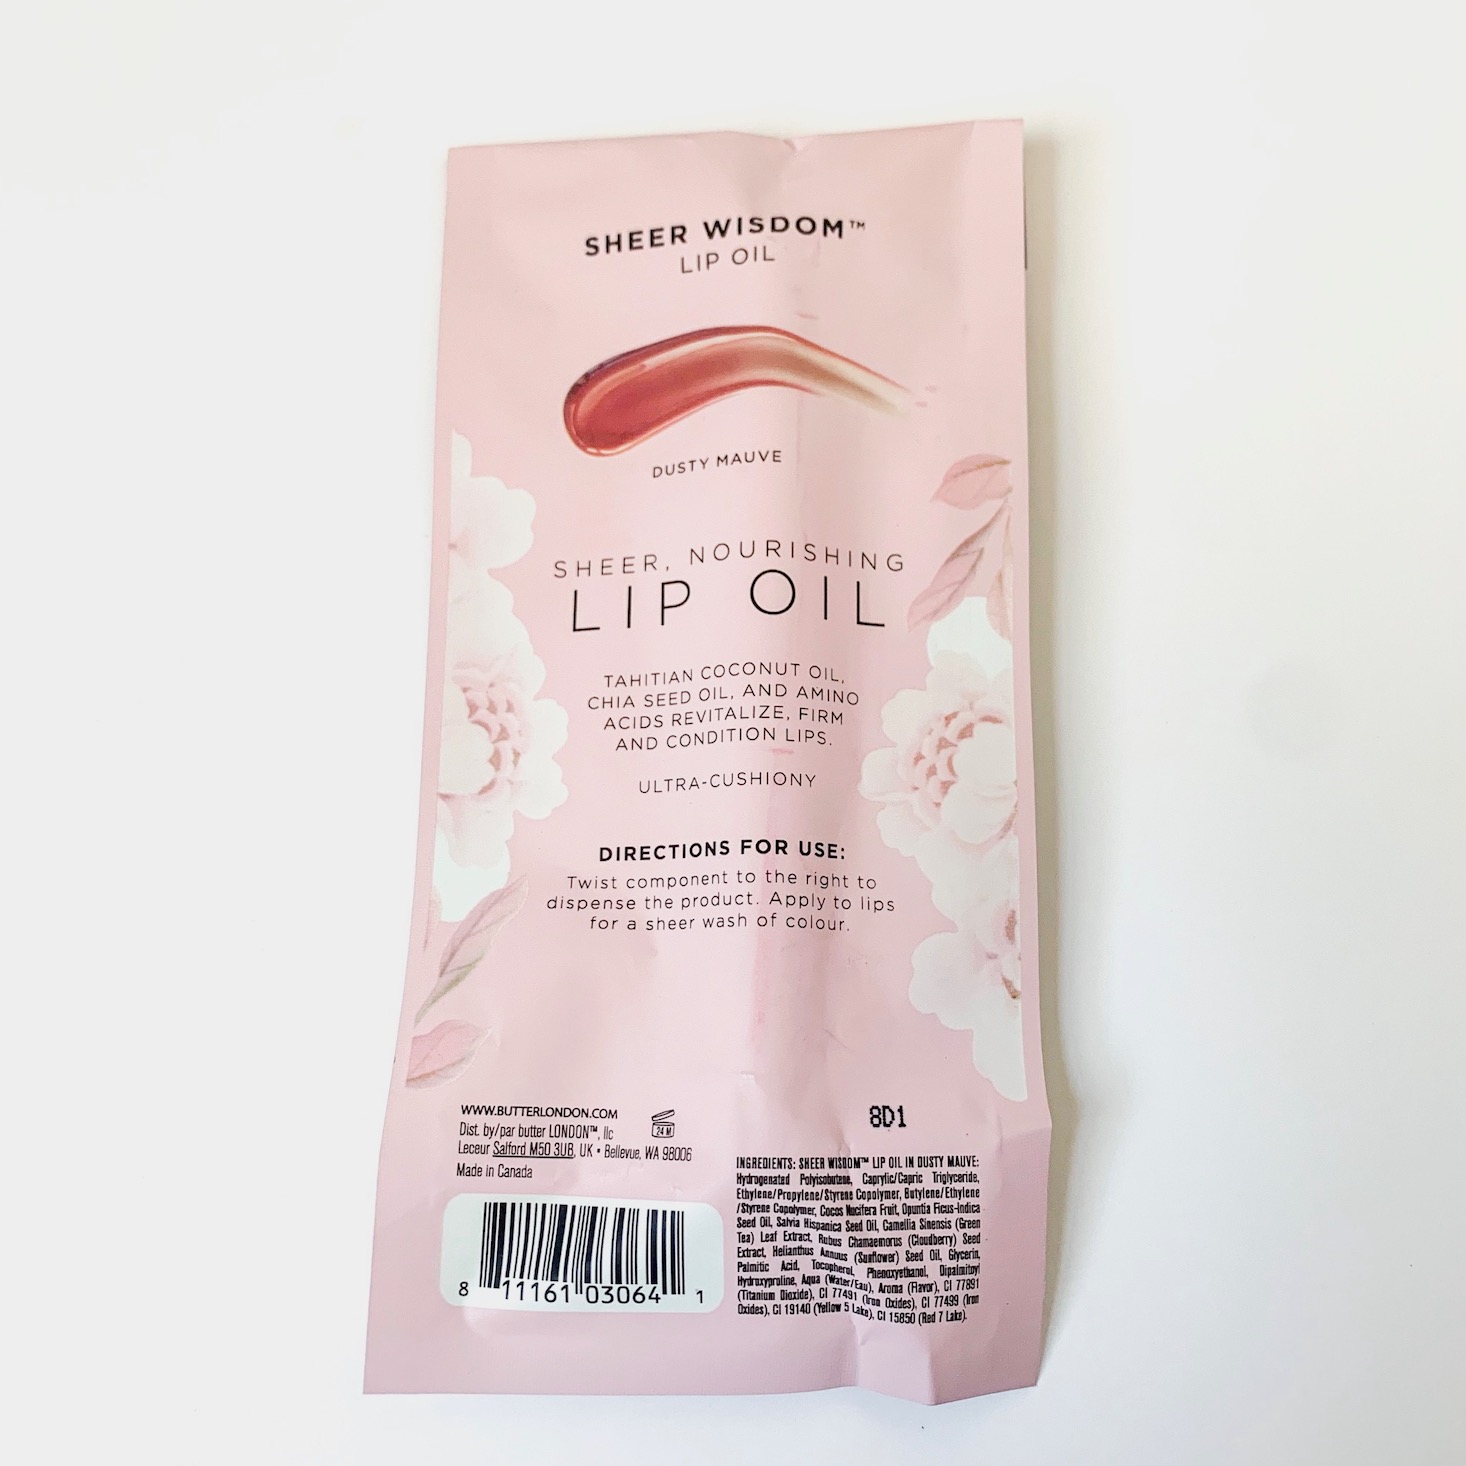 SHEER WISDOM™
LIP OIL
DUSTY MAUVE
SHEER, NOURISHING
LIP OIL
TAHITIAN COCONUT OIL,
CHIA SEED OIL, AND AMINO
ACIDS REVITALIZE, FIRM
AND CONDITION LIPS.
ULTRA-CUSHIONY
DIRECTIONS FOR USE:
Twist component to the right to
dispense the product. Apply to lips
for a sheer wash of colour.
WWW.BUTTERLONDON.COM
Dist. by/par butter LONDON™, llc
Leceur Salford M50 3UB, UK • Bellevue, WA 98006
Made in Canada
24 M
8 11161 03064 1
8D1
INGREDIENTS: SHEER WISDOM™ LIP OIL IN DUSTY MAUVE:
Hydrogenated Polyisobutene, Caprylic/Capric Triglyceride,
Ethylene/Propylene/Styrene Copolymer, Butylene/Ethylene
/Styrene Copolymer, Cocos Nucifera Fruit, Opuntia Ficus-Indica
Seed Oil, Salvia Hispanica Seed Oil, Camellia Sinensis (Green
Tea) Leaf Extract, Rubus Chamaemorus (Cloudberry) Seed
Extract, Helianthus Annuus (Sunflower) Seed Oil, Glycerin,
Palmitic Acid, Tocopherol, Phenoxyethanol, Dipalmitoyl
Hydroxyproline, Aqua (Water/Eau), Aroma (Flavor), CI 77891
(Titanium Dioxide), CI 77491 (Iron Oxides), CI 77499 (Iron
Oxides), CI 19140 (Yellow 5 Lake), CI 15850 (Red 7 Lake).